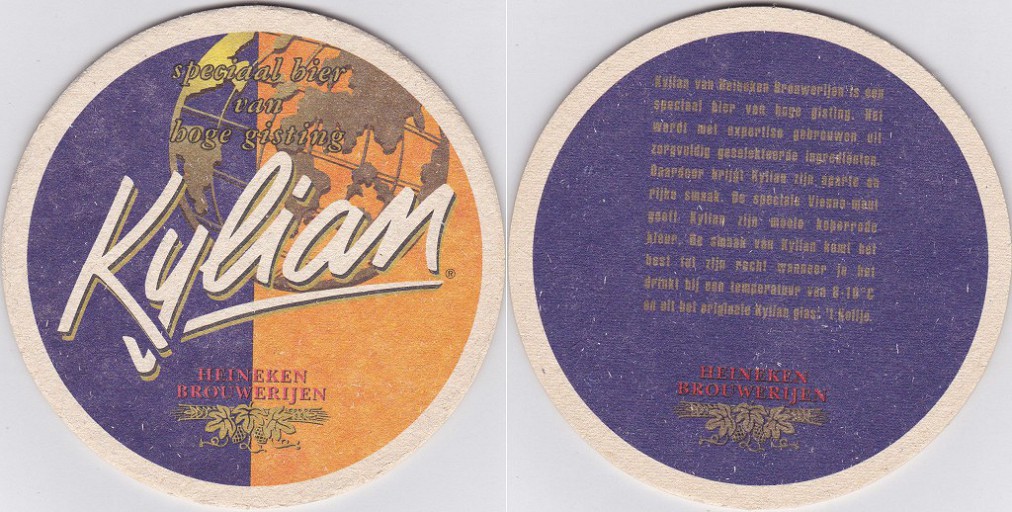 speciaal bier
van
hoge gisting
Kylian
®
HEINEKEN
BROUWERIJEN
Kylian van Heineken Brouwerijen is een
speciaal bier van hoge gisting. Het
wordt met expertise gebrouwen uit
zorgvuldig geselekteerde ingrediënten.
Daardoor krijgt Kylian zijn aparte en
rijke smaak. De speciale Vienna-mout
geeft Kylian zijn mooie koperrode
kleur. De smaak van Kylian komt het
best tot zijn recht wanneer je het
drinkt bij een temperatuur van 8-10°C
en uit het originele Kylian glas: 't Kelkje.
HEINEKEN
BROUWERIJEN